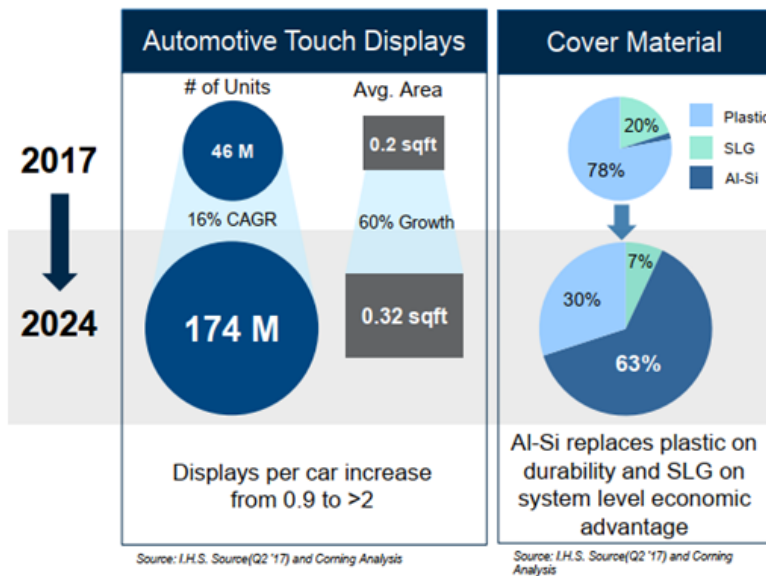 Automotive Touch Displays
# of Units
Avg. Area
2017
46 M
0.2 sqft
16% CAGR
60% Growth
2024
174 M
0.32 sqft
Displays per car increase
from 0.9 to >2
Source: I.H.S. Source(Q2 '17) and Corning Analysis
Cover Material
20%
78%
Plastic
SLG
Al-Si
7%
30%
63%
Al-Si replaces plastic on
durability and SLG on
system level economic
advantage
Source: I.H.S. Source(Q2 '17) and Corning
Analysis